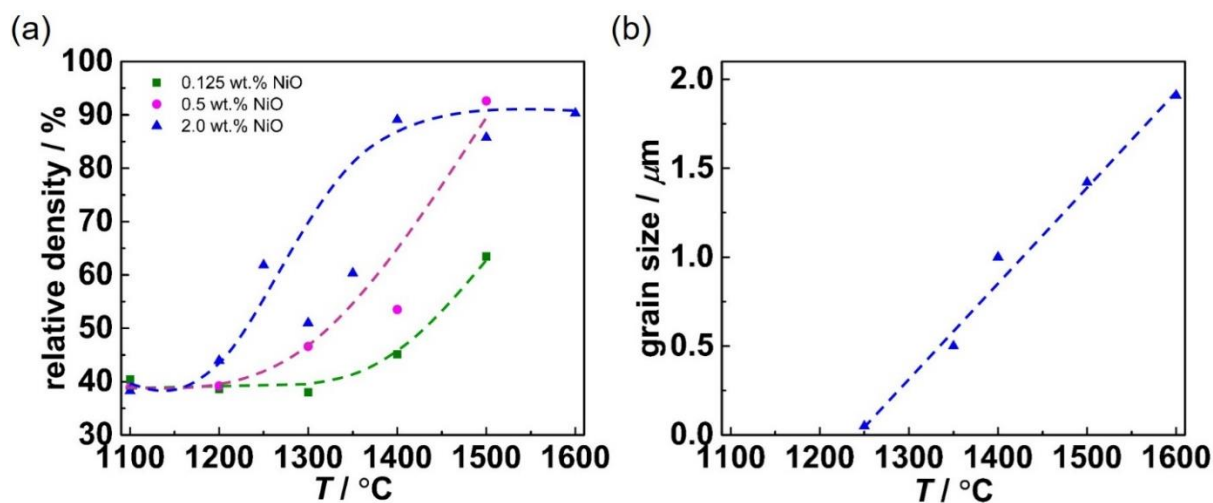 (a)
relative density / %
100
90
80
70
60
50
40
30
0.125 wt.% NiO
0.5 wt.% NiO
2.0 wt.% NiO
1100 1200 1300 1400 1500 1600
T / °C
(b)
grain size / μm
2.0
1.5
1.0
0.5
0.0
1100 1200 1300 1400 1500 1600
T / °C